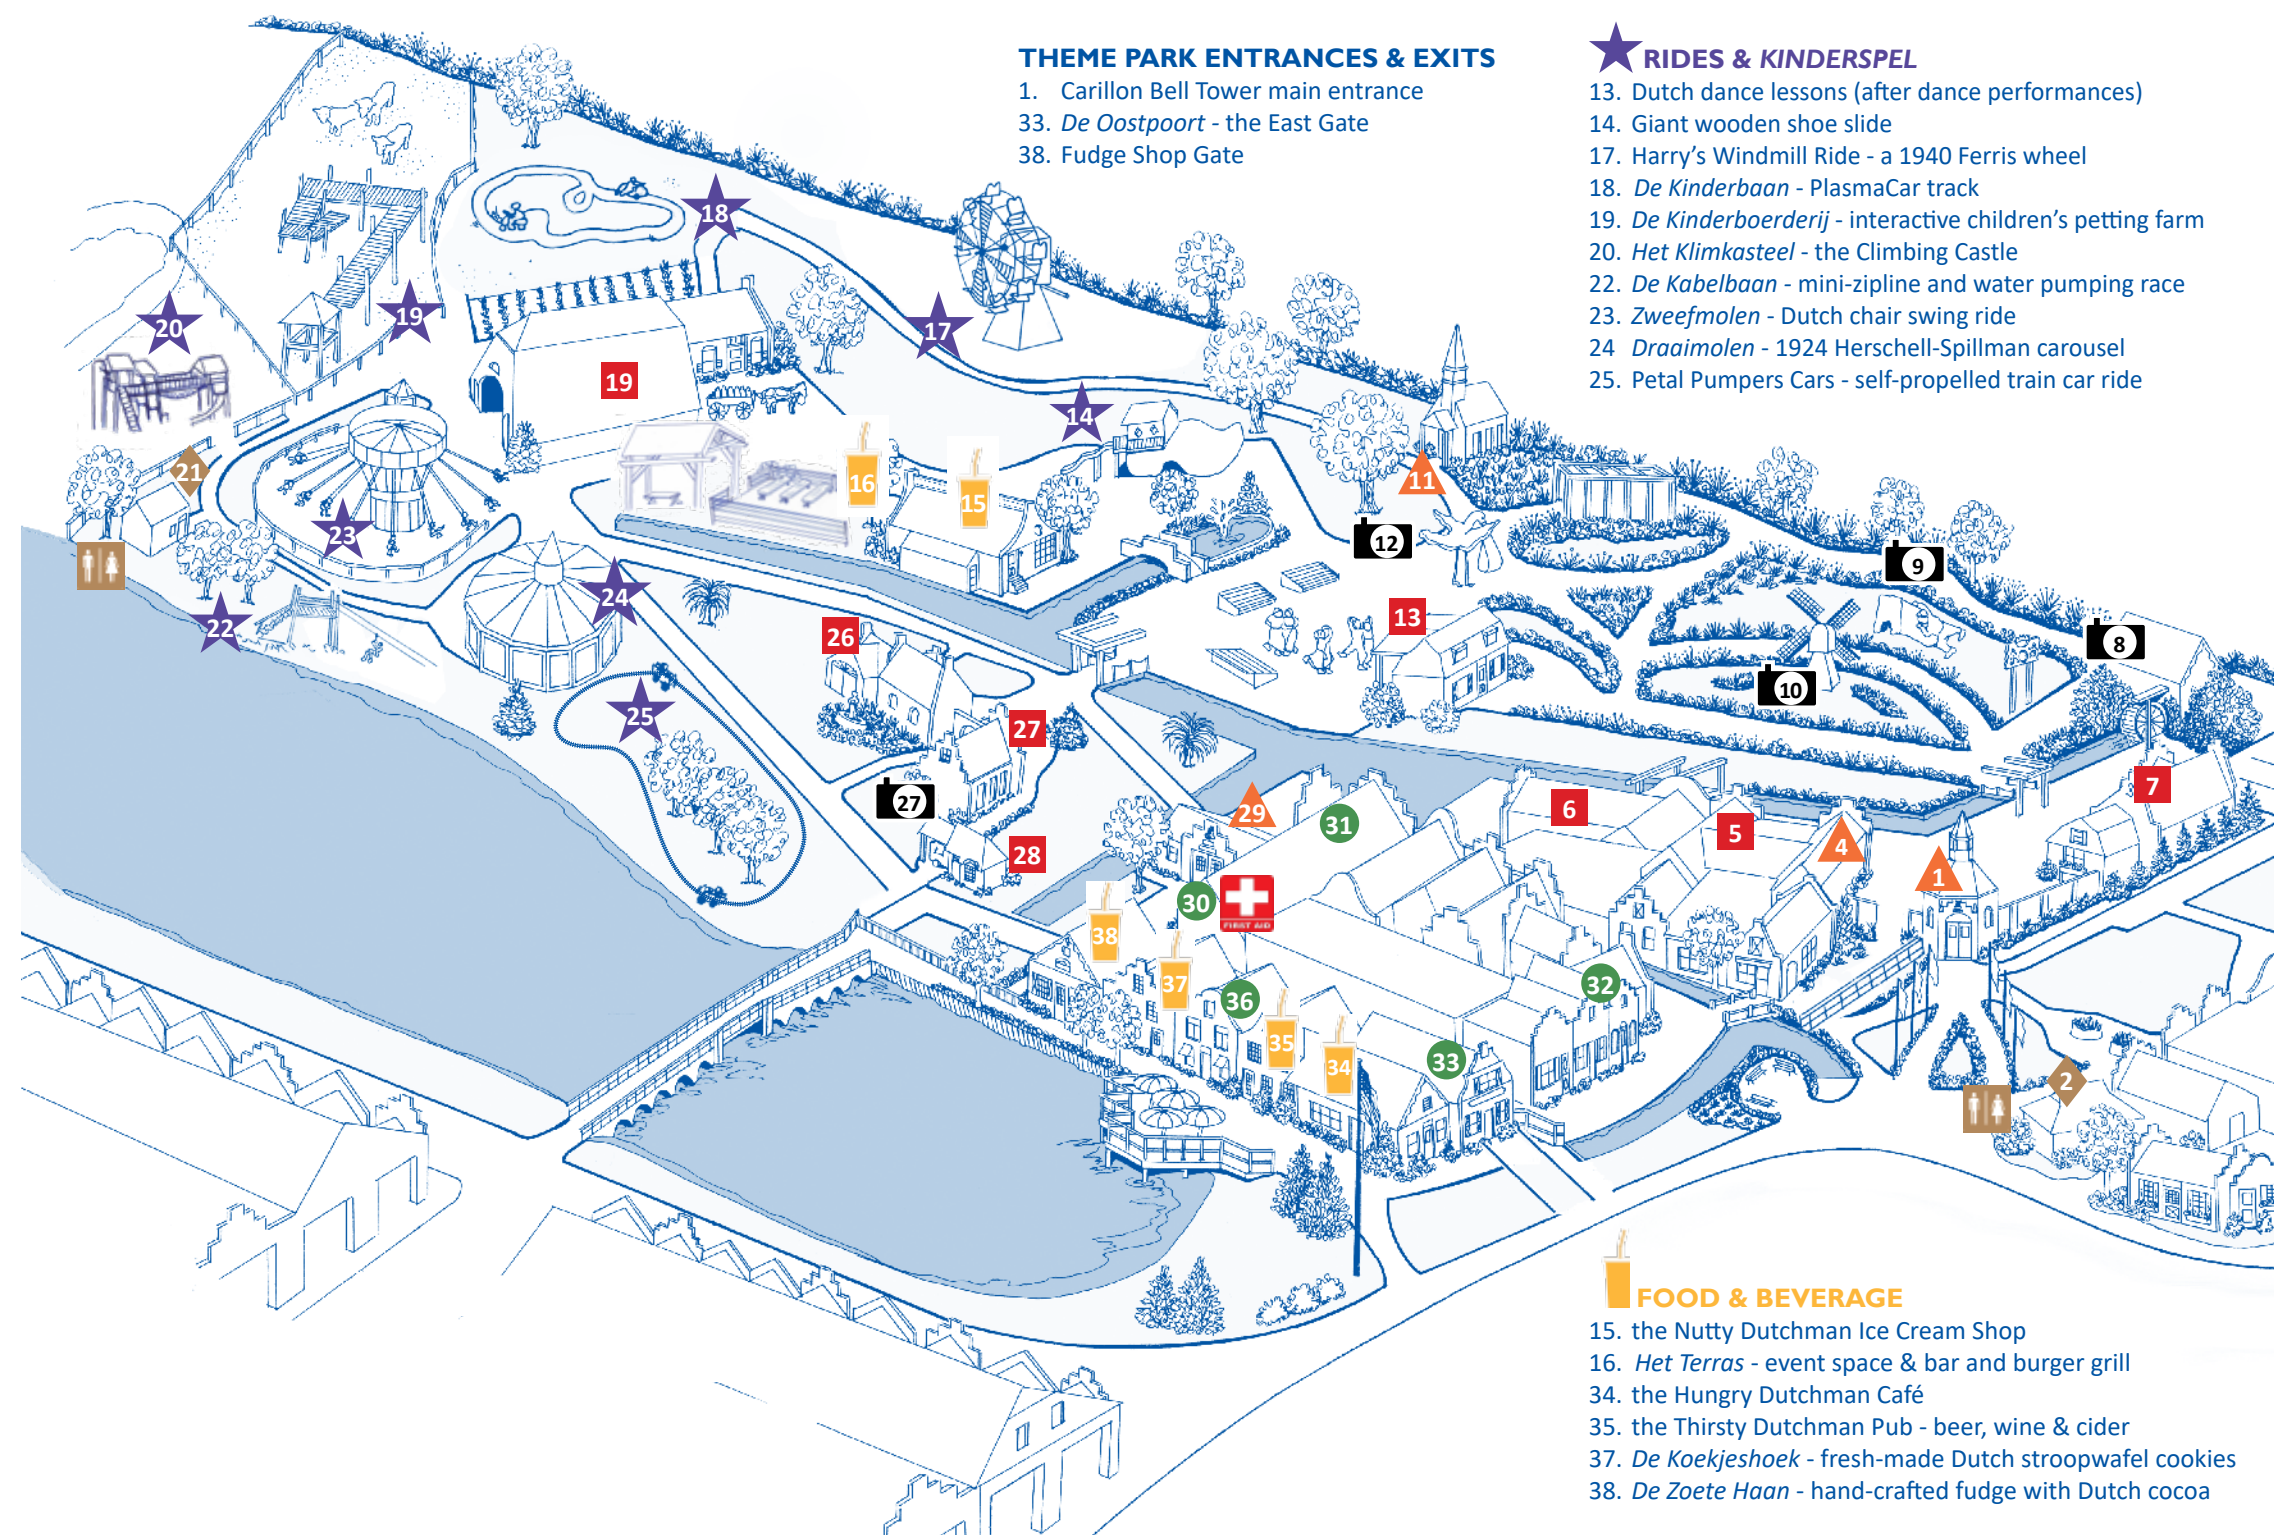 THEME PARK ENTRANCES & EXITS
1. Carillon Bell Tower main entrance
33. De Oostpoort - the East Gate
38. Fudge Shop Gate
RIDES & KINDERSPEL
13. Dutch dance lessons (after dance performances)
14. Giant wooden shoe slide
17. Harry's Windmill Ride - a 1940 Ferris wheel
18. De Kinderbaan - PlasmaCar track
19. De Kinderboerderij - interactive children's petting farm
20. Het Klimkasteel - the Climbing Castle
22. De Kabelbaan - mini-zipline and water pumping race
23. Zweefmolen - Dutch chair swing ride
24 Draaimolen - 1924 Herschell-Spillman carousel
25. Petal Pumpers Cars - self-propelled train car ride
18
19
20
17
19
14
21
16
15
11
12
23
9
24
22
13
26
8
10
25
27
27
7
29
6
31
5
4
28
1
30
FIRST AID
38
37
36
32
35
34
33
2
FOOD & BEVERAGE
15. the Nutty Dutchman Ice Cream Shop
16. Het Terras - event space & bar and burger grill
34. the Hungry Dutchman Café
35. the Thirsty Dutchman Pub - beer, wine & cider
37. De Koekjeshoek - fresh-made Dutch stroopwafel cookies
38. De Zoete Haan - hand-crafted fudge with Dutch cocoa